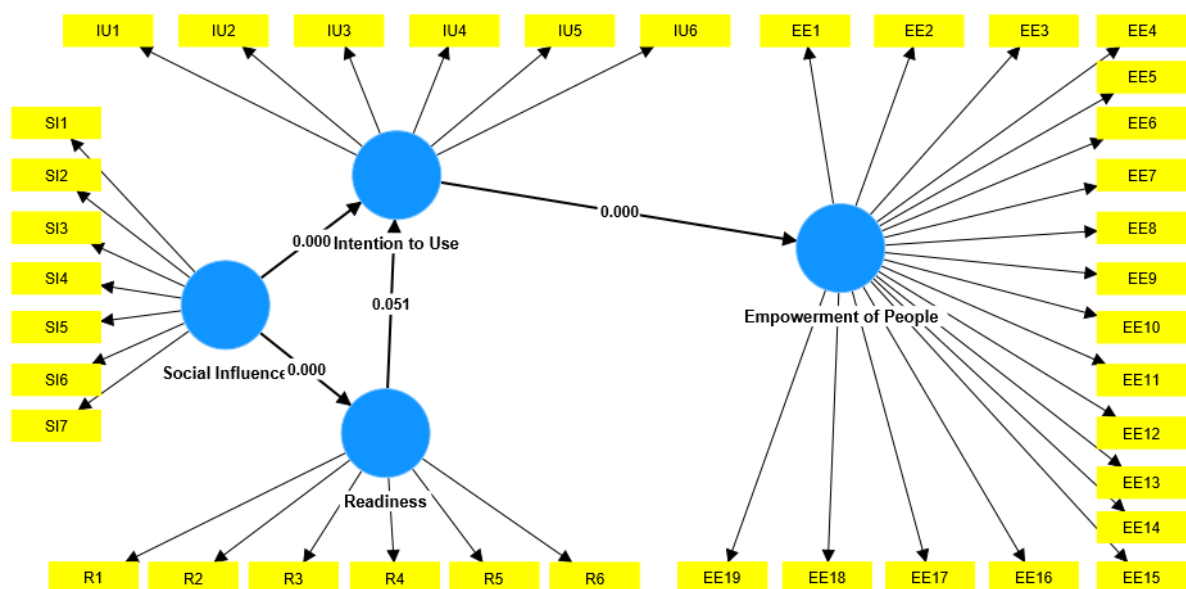 IU1
IU2
IU3
IU4
IU5
IU6
EE1
EE2
EE3
EE4
EE5
EE6
EE7
EE8
EE9
EE10
EE11
EE12
EE13
EE14
EE15
EE16
EE17
EE18
EE19
SI1
SI2
SI3
SI4
SI5
SI6
SI7
0.000
Intention to Use
0.000
0.051
Empowerment of People
Social Influence
0.000
Readiness
R1
R2
R3
R4
R5
R6